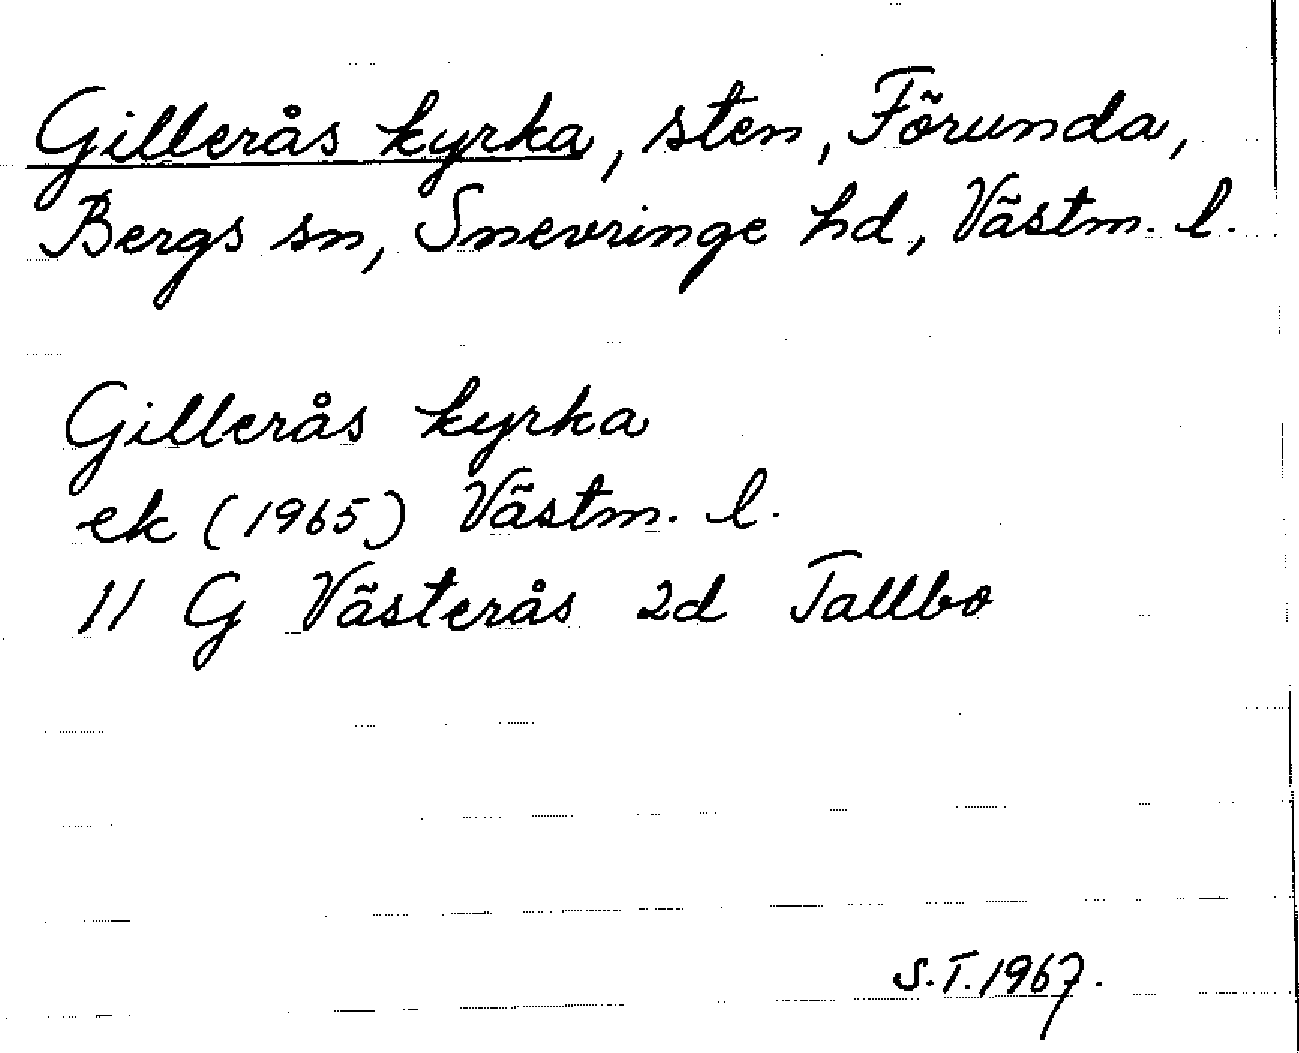 Gillerås kyrka, sten, Förunda,
Bergs sn, Snevringe hd, Västm. l.
Gillerås kyrka
ek (1965) Västm. l.
11 G Västerås 2d Tallbo
S.T. 1967.